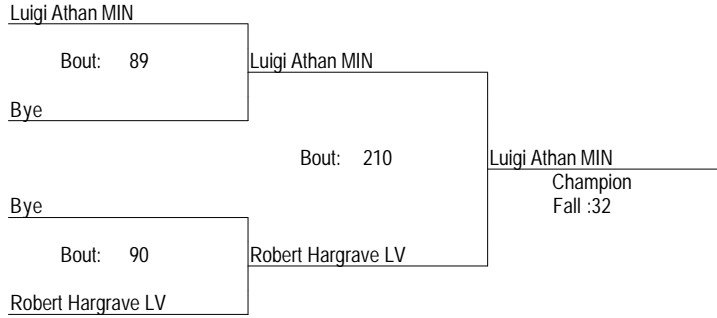 Luigi Athan MIN
Bout: 89
Luigi Athan MIN
Bye
Bout: 210
Luigi Athan MIN
Champion
Fall :32
Bye
Bout: 90
Robert Hargrave LV
Robert Hargrave LV